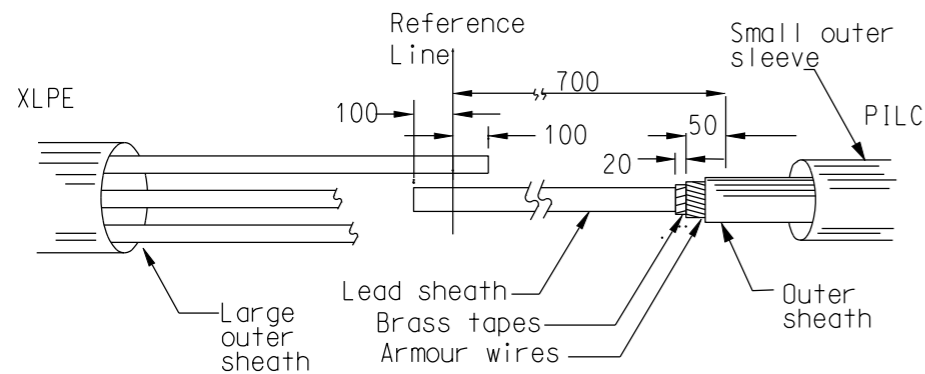 Reference
Line
Small outer
sleeve
XLPE
700
PILC
100
50
100
20
Lead sheath
Brass tapes
Armour wires
Outer
sheath
Large
outer
sheath